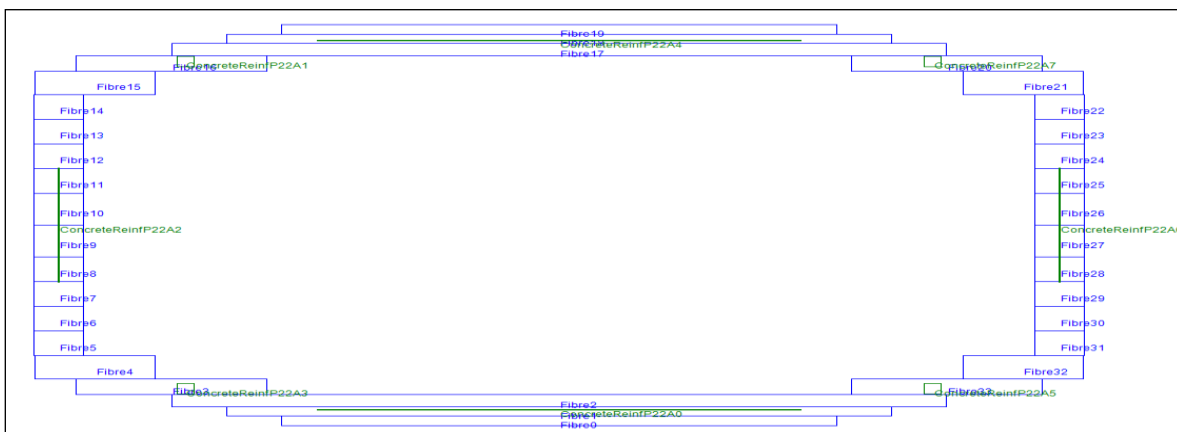 Fibre19
ConcreteReinfP22A4
Fibre17
Fibre16
ConcreteReinfP22A1
Fibre20
ConcreteReinfP22A7
Fibre15
Fibre21
Fibre14
Fibre22
Fibre13
Fibre23
Fibre12
Fibre24
Fibre11
Fibre25
Fibre10
Fibre26
ConcreteReinfP22A2
Fibre9
Fibre27
Fibre8
Fibre28
Fibre7
Fibre29
Fibre6
Fibre30
Fibre5
Fibre31
Fibre4
Fibre32
Fibre3
ConcreteReinfP22A3
Fibre33
ConcreteReinfP22A5
Fibre2
ConcreteReinfP22A0
Fibre1
Fibre0